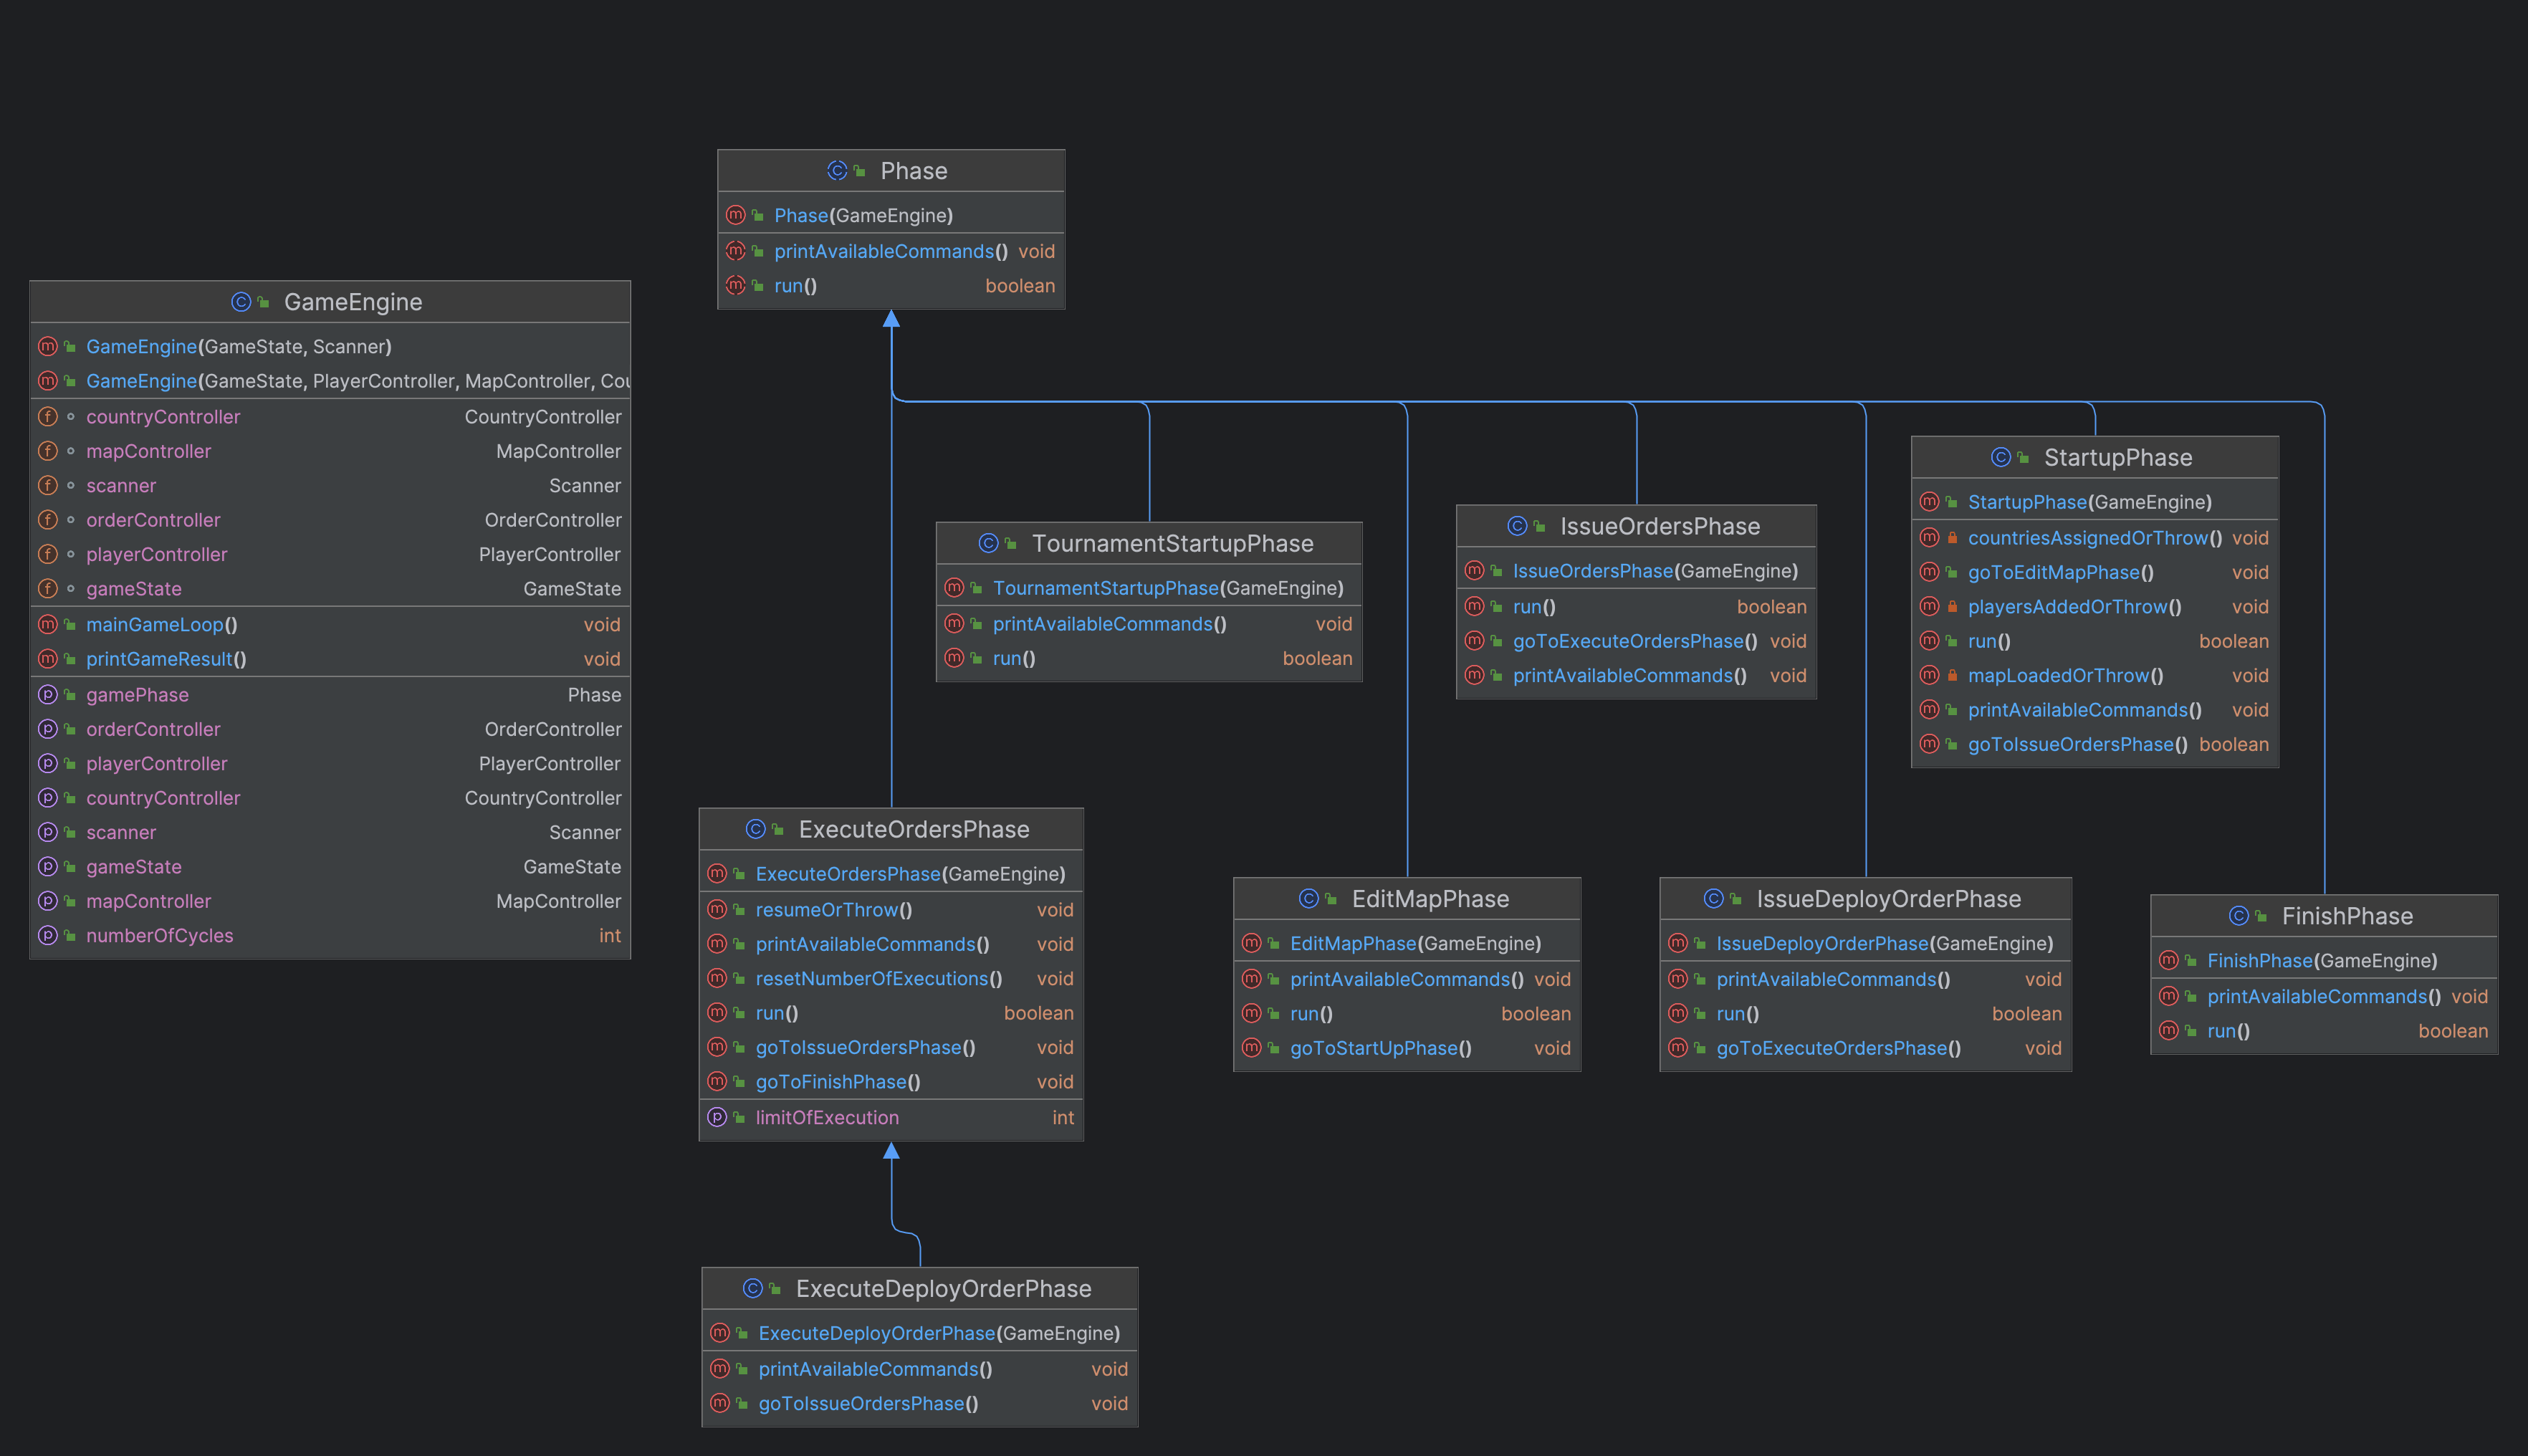 Phase
Phase(GameEngine)
printAvailableCommands() void
run() boolean
GameEngine
GameEngine(GameState, Scanner)
GameEngine(GameState, PlayerController, MapController, Cou
countryController CountryController
mapController MapController
scanner Scanner
orderController OrderController
playerController PlayerController
gameState GameState
mainGameLoop() void
printGameResult() void
gamePhase Phase
orderController OrderController
playerController PlayerController
countryController CountryController
scanner Scanner
gameState GameState
mapController MapController
numberOfCycles int
TournamentStartupPhase
TournamentStartupPhase(GameEngine)
printAvailableCommands() void
run() boolean
IssueOrdersPhase
IssueOrdersPhase(GameEngine)
run() boolean
goToExecuteOrdersPhase() void
printAvailableCommands() void
StartupPhase
StartupPhase(GameEngine)
countriesAssignedOrThrow() void
goToEditMapPhase() void
playersAddedOrThrow() void
run() boolean
mapLoadedOrThrow() void
printAvailableCommands() void
goToIssueOrdersPhase() boolean
ExecuteOrdersPhase
ExecuteOrdersPhase(GameEngine)
resumeOrThrow() void
printAvailableCommands() void
resetNumberOfExecutions() void
run() boolean
goToIssueOrdersPhase() void
goToFinishPhase() void
limitOfExecution int
EditMapPhase
EditMapPhase(GameEngine)
printAvailableCommands() void
run() boolean
goToStartUpPhase() void
IssueDeployOrderPhase
IssueDeployOrderPhase(GameEngine)
printAvailableCommands() void
run() boolean
goToExecuteOrdersPhase() void
FinishPhase
FinishPhase(GameEngine)
printAvailableCommands() void
run() boolean
ExecuteDeployOrderPhase
ExecuteDeployOrderPhase(GameEngine)
printAvailableCommands() void
goToIssueOrdersPhase() void